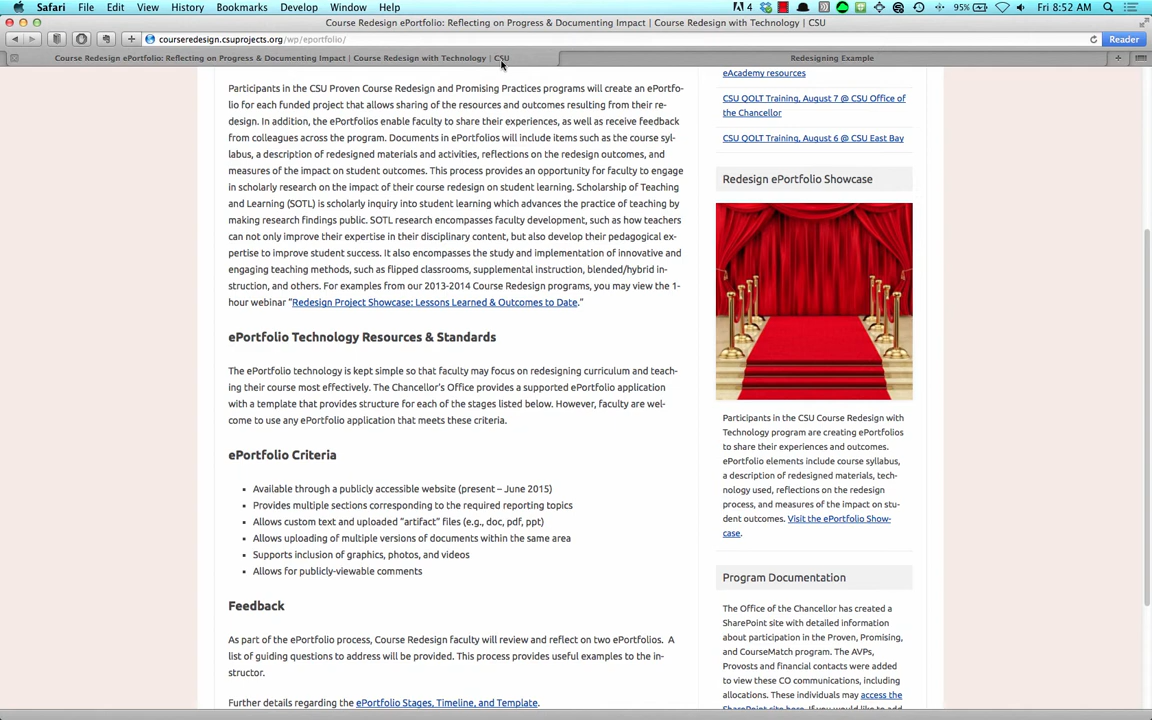 Safari File Edit View History Bookmarks Develop Window Help
4
95%
Fri 8:52 AM
Course Redesign ePortfolio: Reflecting on Progress & Documenting Impact | Course Redesign with Technology | CSU
courseredesign.csuprojects.org/wp/eportfolio/
Reader
Course Redesign ePortfolio: Reflecting on Progress & Documenting Impact | Course Redesign with Technology | CSU
Redesigning Example
Participants in the CSU Proven Course Redesign and Promising Practices programs will create an ePortfo-
lio for each funded project that allows sharing of the resources and outcomes resulting from their re-
design. In addition, the ePortfolios enable faculty to share their experiences, as well as receive feedback
from colleagues across the program. Documents in ePortfolios will include items such as the course syl-
labus, a description of redesigned materials and activities, reflections on the redesign outcomes, and
measures of the impact on student outcomes. This process provides an opportunity for faculty to engage
in scholarly research on the impact of their course redesign on student learning. Scholarship of Teaching
and Learning (SOTL) is scholarly inquiry into student learning which advances the practice of teaching by
making research findings public. SOTL research encompasses faculty development, such as how teachers
can not only improve their expertise in their disciplinary content, but also develop their pedagogical ex-
pertise to improve student success. It also encompasses the study and implementation of innovative and
engaging teaching methods, such as flipped classrooms, supplemental instruction, blended/hybrid in-
struction, and others. For examples from our 2013-2014 Course Redesign programs, you may view the 1-
hour webinar “Redesign Project Showcase: Lessons Learned & Outcomes to Date.”
ePortfolio Technology Resources & Standards
The ePortfolio technology is kept simple so that faculty may focus on redesigning curriculum and teach-
ing their course most effectively. The Chancellor’s Office provides a supported ePortfolio application
with a template that provides structure for each of the stages listed below. However, faculty are wel-
come to use any ePortfolio application that meets these criteria.
ePortfolio Criteria
Available through a publicly accessible website (present – June 2015)
Provides multiple sections corresponding to the required reporting topics
Allows custom text and uploaded “artifact” files (e.g., doc, pdf, ppt)
Allows uploading of multiple versions of documents within the same area
Supports inclusion of graphics, photos, and videos
Allows for publicly-viewable comments
Feedback
As part of the ePortfolio process, Course Redesign faculty will review and reflect on two ePortfolios. A
list of guiding questions to address will be provided. This process provides useful examples to the in-
structor.
Further details regarding the ePortfolio Stages, Timeline, and Template.
eAcademy resources
CSU QOLT Training, August 7 @ CSU Office of
the Chancellor
CSU QOLT Training, August 6 @ CSU East Bay
Redesign ePortfolio Showcase
Participants in the CSU Course Redesign with
Technology program are creating ePortfolios
to share their experiences and outcomes.
ePortfolio elements include course syllabus,
a description of redesigned materials, tech-
nology used, reflections on the redesign
process, and measures of the impact on stu-
dent outcomes. Visit the ePortfolio Show-
case.
Program Documentation
The Office of the Chancellor has created a
SharePoint site with detailed information
about participation in the Proven, Promising,
and CourseMatch program. The AVPs,
Provosts and financial contacts were added
to view these CO communications, including
allocations. These individuals may access the
SharePoint site here. If you would like to add